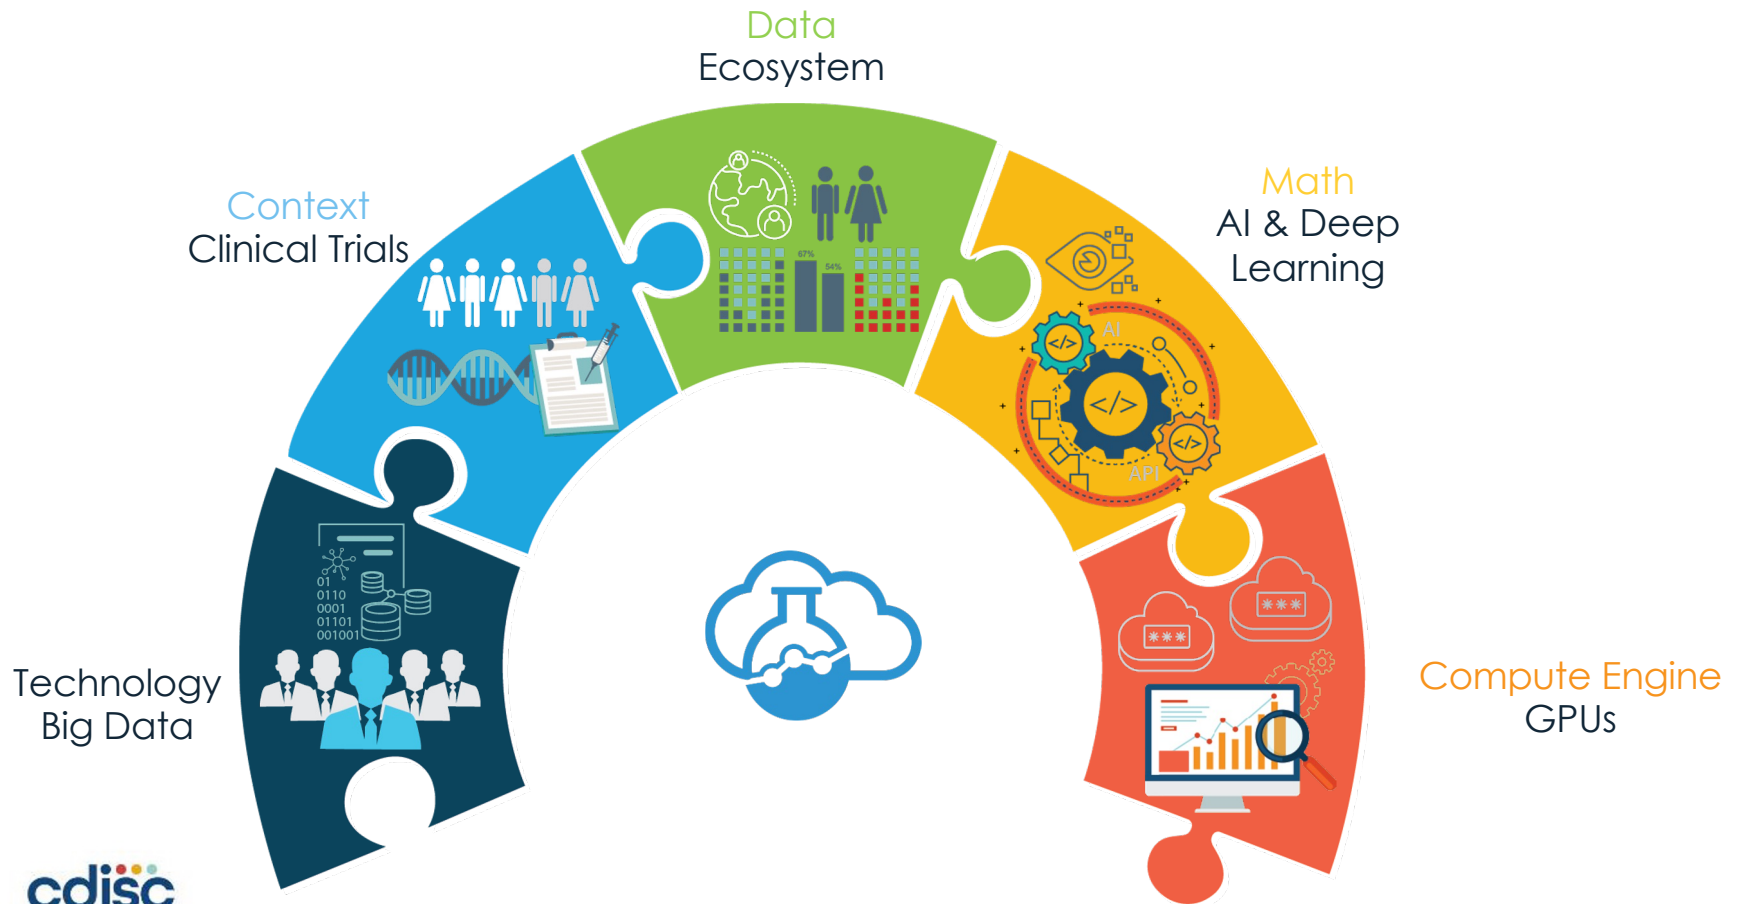 Data
Ecosystem
Context
Clinical Trials
Math
AI & Deep
Learning
67%
54%
</>
AI
</>
</>
API
01
0110
0001
01101
001001
***
***
Technology
Big Data
Compute Engine
GPUs
cdisc